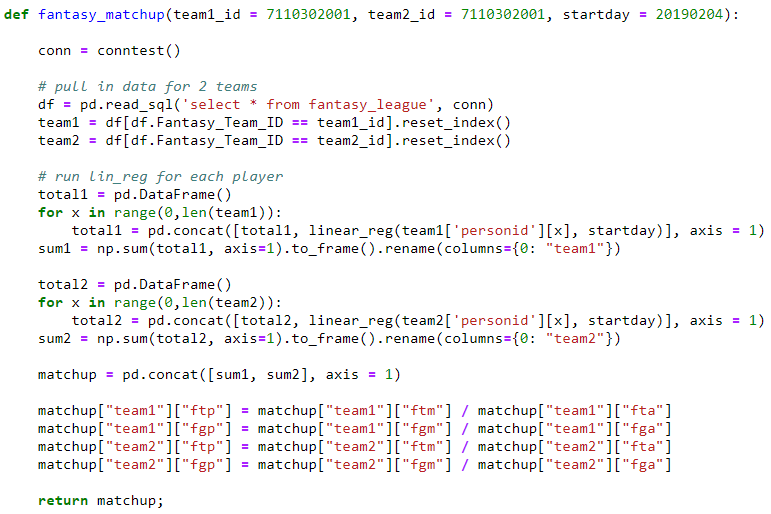 def fantasy_matchup(team1_id = 7110302001, team2_id = 7110302001, startday = 20190204):
conn = conntest()
# pull in data for 2 teams
df = pd.read_sql('select * from fantasy_league', conn)
team1 = df[df.Fantasy_Team_ID == team1_id].reset_index()
team2 = df[df.Fantasy_Team_ID == team2_id].reset_index()
# run lin_reg for each player
total1 = pd.DataFrame()
for x in range(0,len(team1)):
total1 = pd.concat([total1, linear_reg(team1['personid'][x], startday)], axis = 1)
sum1 = np.sum(total1, axis=1).to_frame().rename(columns={0: "team1"})
total2 = pd.DataFrame()
for x in range(0,len(team2)):
total2 = pd.concat([total2, linear_reg(team2['personid'][x], startday)], axis = 1)
sum2 = np.sum(total2, axis=1).to_frame().rename(columns={0: "team2"})
matchup = pd.concat([sum1, sum2], axis = 1)
matchup["team1"]["ftp"] = matchup["team1"]["ftm"] / matchup["team1"]["fta"]
matchup["team1"]["fgp"] = matchup["team1"]["fgm"] / matchup["team1"]["fga"]
matchup["team2"]["ftp"] = matchup["team2"]["ftm"] / matchup["team2"]["fta"]
matchup["team2"]["fgp"] = matchup["team2"]["fgm"] / matchup["team2"]["fga"]
return matchup;